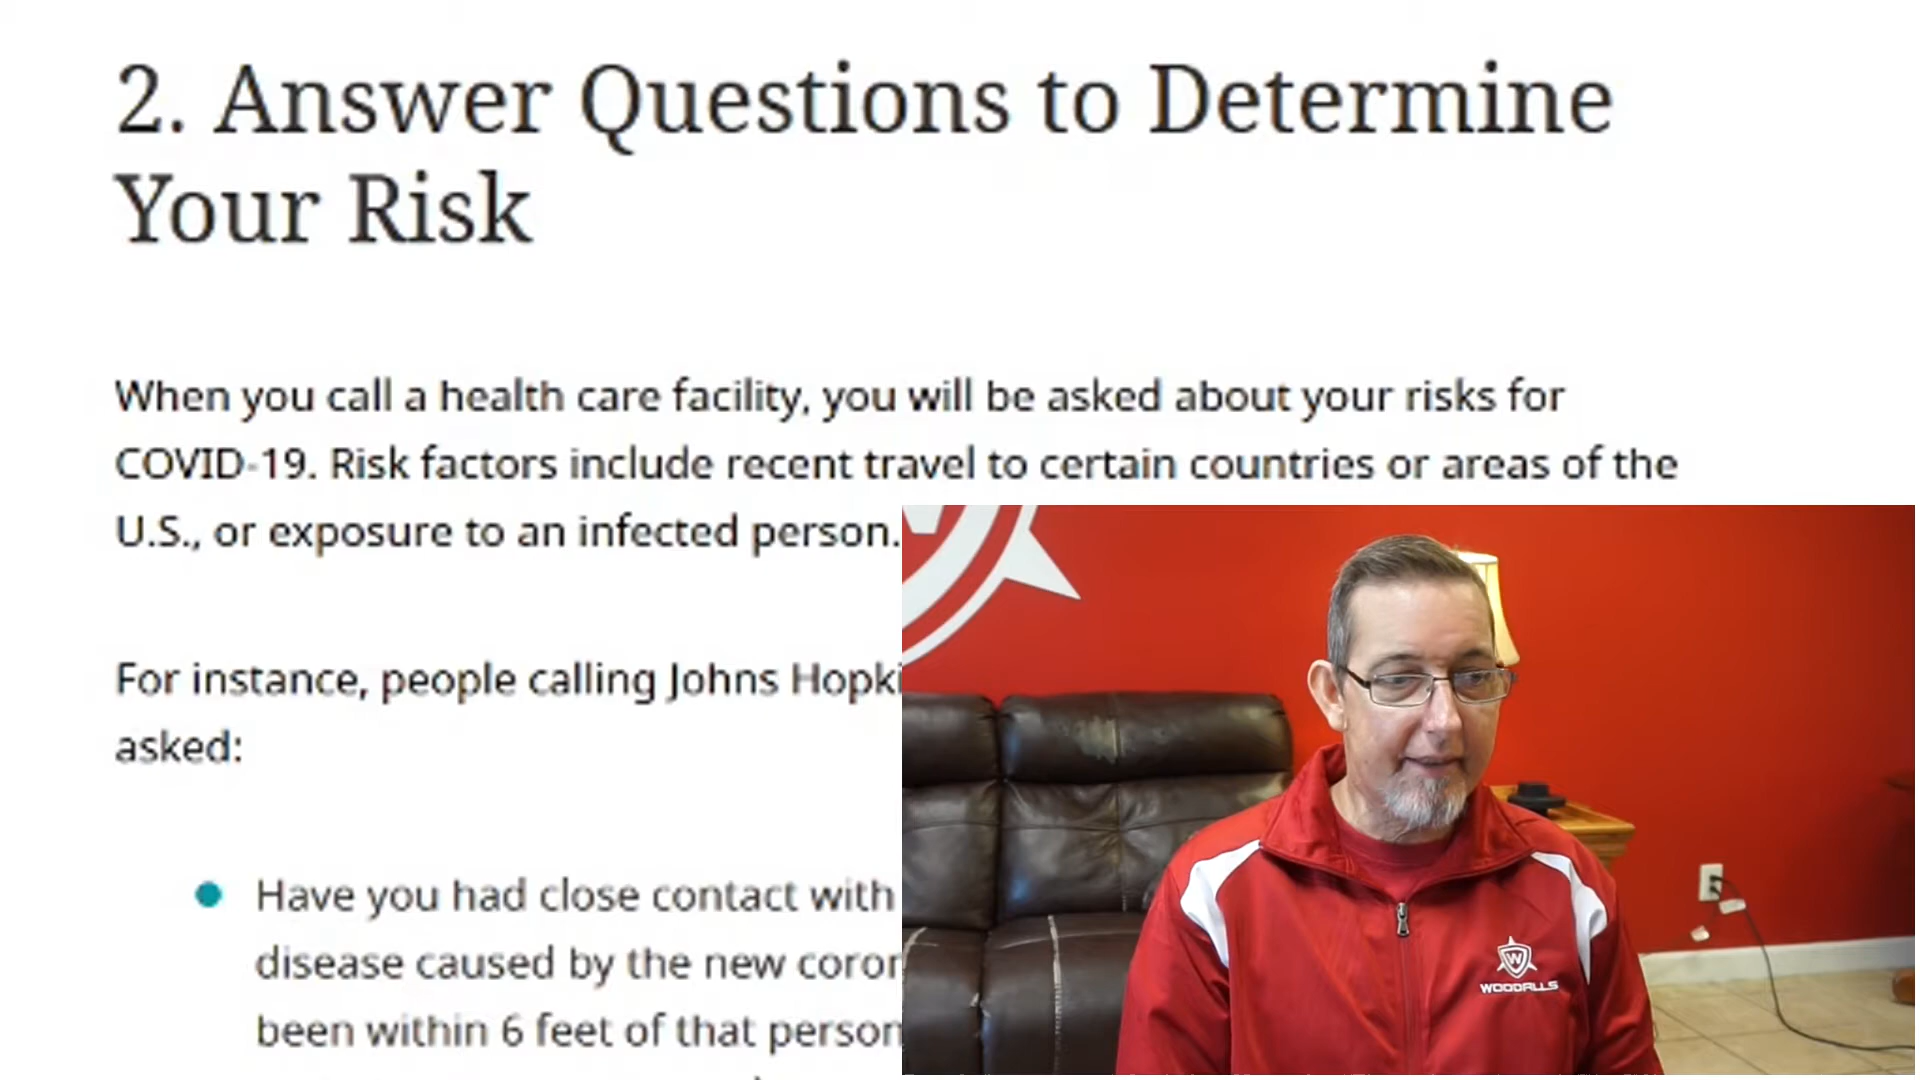 2. Answer Questions to Determine
Your Risk
When you call a health care facility, you will be asked about your risks for
COVID-19. Risk factors include recent travel to certain countries or areas of the
U.S., or exposure to an infected person.
For instance, people calling Johns Hopki
asked:
Have you had close contact with
disease caused by the new coron
been within 6 feet of that person
W
WOODALLS